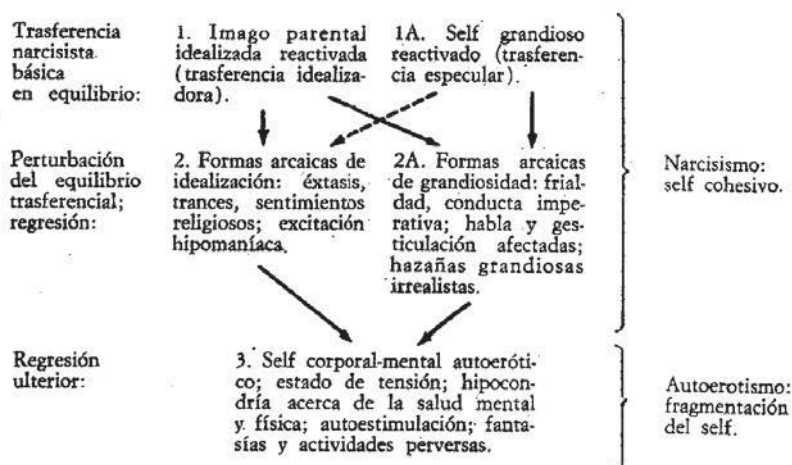 Trasferencia
narcisista
básica
en equilibrio:
1. Imago parental
idealizada reactivada
(trasferencia idealiza-
dora).
1A. Self grandioso
reactivado (trasferen-
cia especular).
Perturbación
del equilibrio
trasferencial;
regresión:
2. Formas arcaicas de
idealización: éxtasis,
trances, sentimientos
religiosos; excitación
hipomaníaca.
2A. Formas arcaicas
de grandiosidad: frial-
dad, conducta impe-
rativa; habla y ges-
ticulación afectadas;
hazañas grandiosas
irrealistas.
Narcisismo:
self cohesivo.
Regresión
ulterior:
3. Self corporal-mental autoeróti-
co; estado de tensión; hipocon-
dría acerca de la salud mental
y física; autoestimulación; fanta-
sías y actividades perversas.
Autoerotismo:
fragmentación
del self.